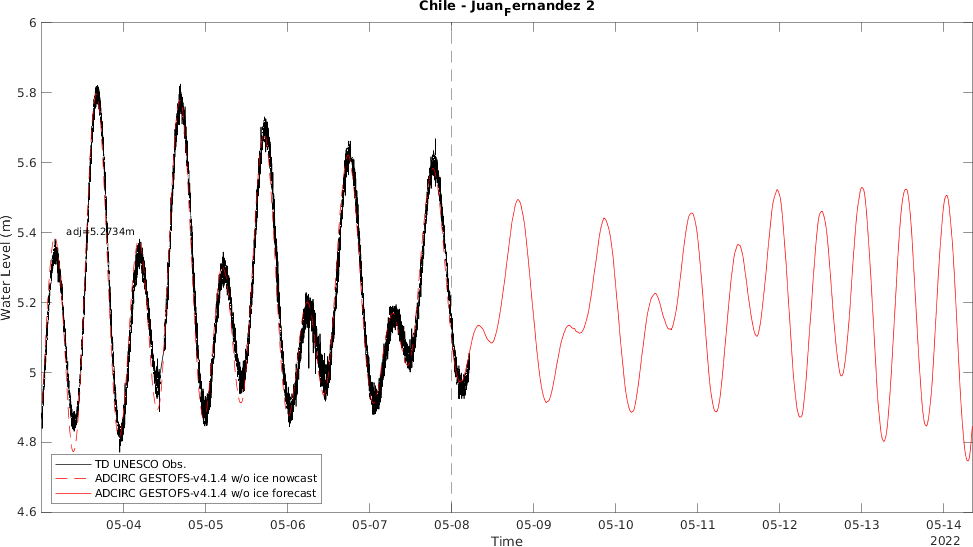 Chile - JuanFernandez 2
6
5.8
5.6
5.4
5.2
5
4.8
4.6
Water Level (m)
adj=5.2734m
TD UNESCO Obs.
ADCIRC GESTOFS-v4.1.4 w/o ice nowcast
ADCIRC GESTOFS-v4.1.4 w/o ice forecast
05-04 05-05 05-06 05-07 05-08 05-09 05-10 05-11 05-12 05-13 05-14
Time
2022